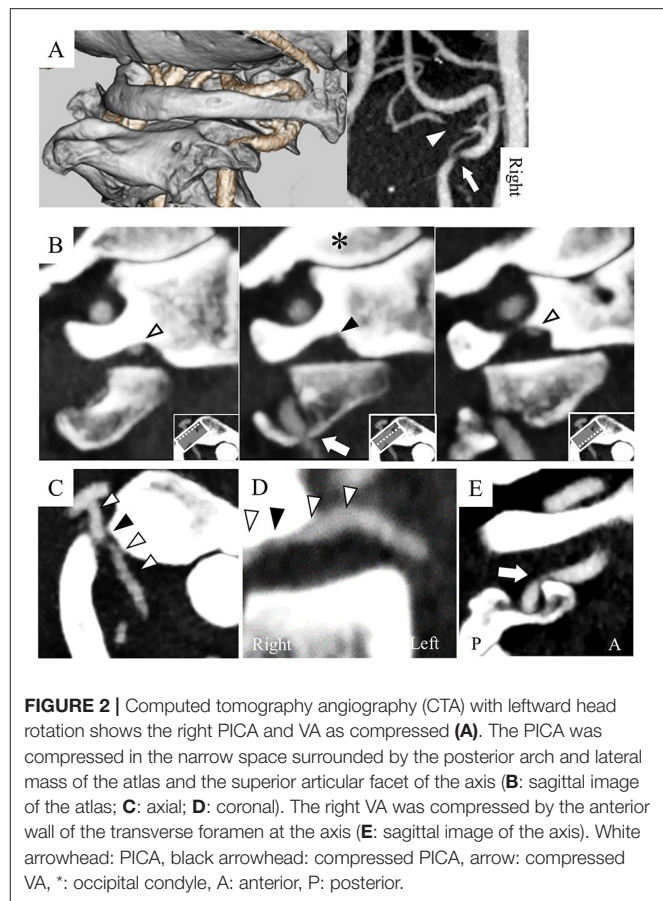 A
Right
B
*
C
D
E
Right
Left
P
A
FIGURE 2 | Computed tomography angiography (CTA) with leftward head
rotation shows the right PICA and VA as compressed (A). The PICA was
compressed in the narrow space surrounded by the posterior arch and lateral
mass of the atlas and the superior articular facet of the axis (B: sagittal image
of the atlas; C: axial; D: coronal). The right VA was compressed by the anterior
wall of the transverse foramen at the axis (E: sagittal image of the axis). White
arrowhead: PICA, black arrowhead: compressed PICA, arrow: compressed
VA, *: occipital condyle, A: anterior, P: posterior.